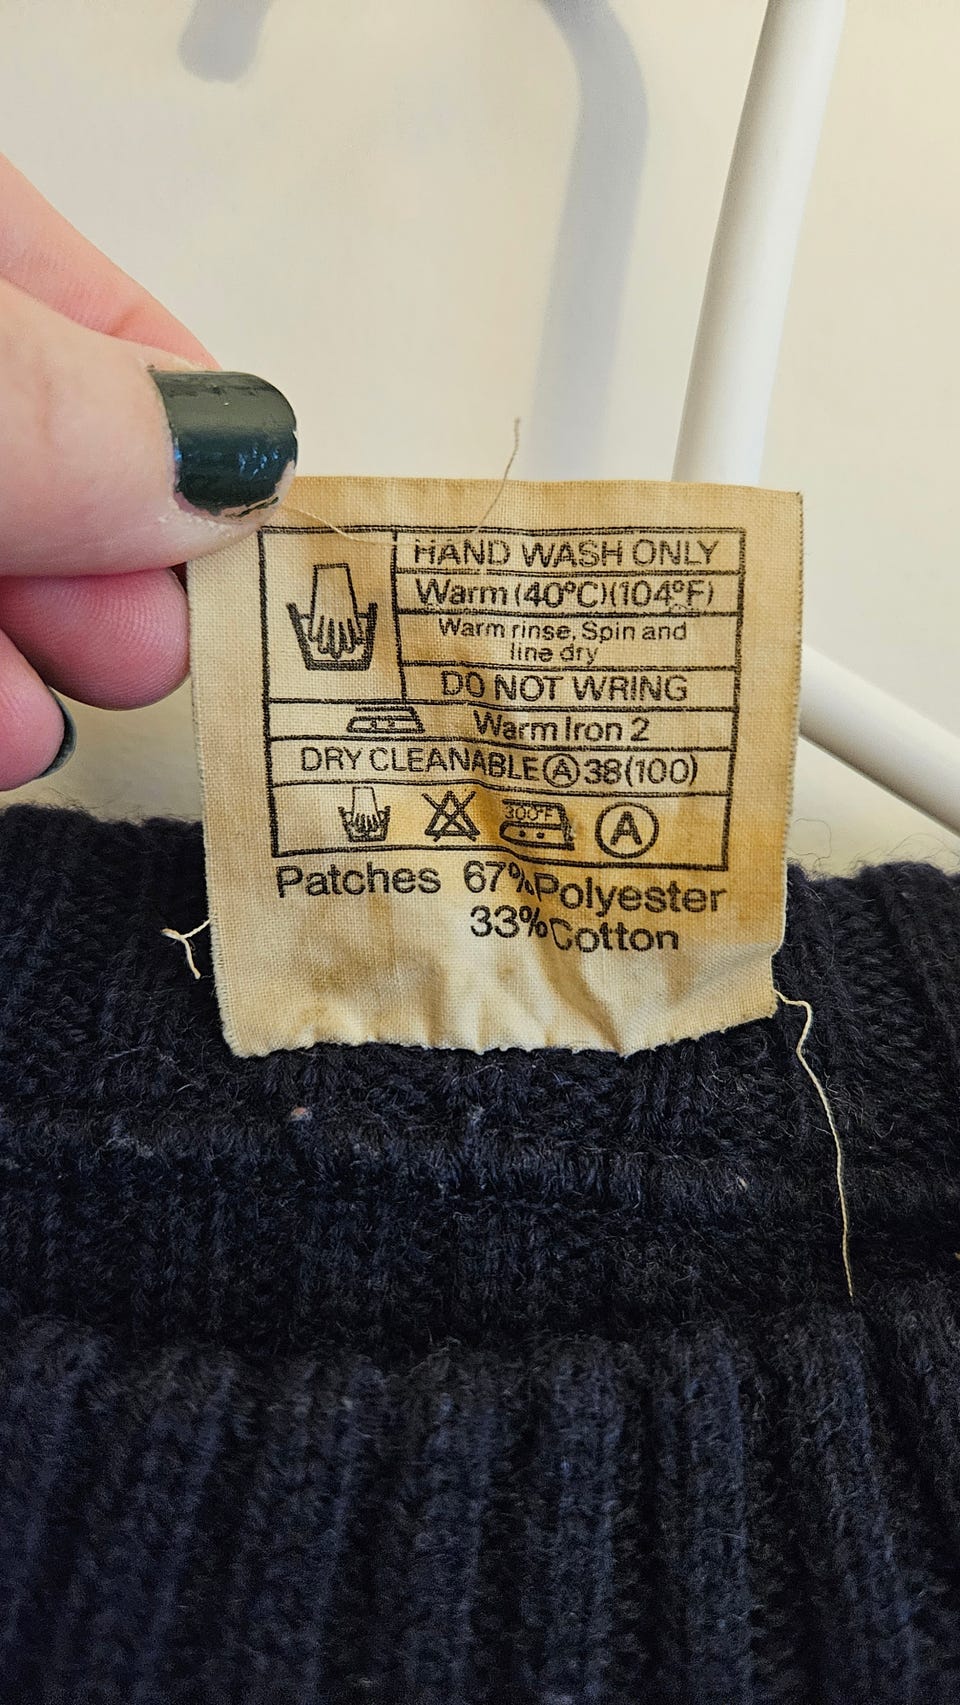 HAND WASH ONLY
Warm (40°C)(104°F)
Warm rinse, Spin and
line dry
DO NOT WRING
Warm Iron 2
DRY CLEANABLE Ⓐ 38(100)
300°F
Ⓐ
Patches 67% Polyester
33% Cotton